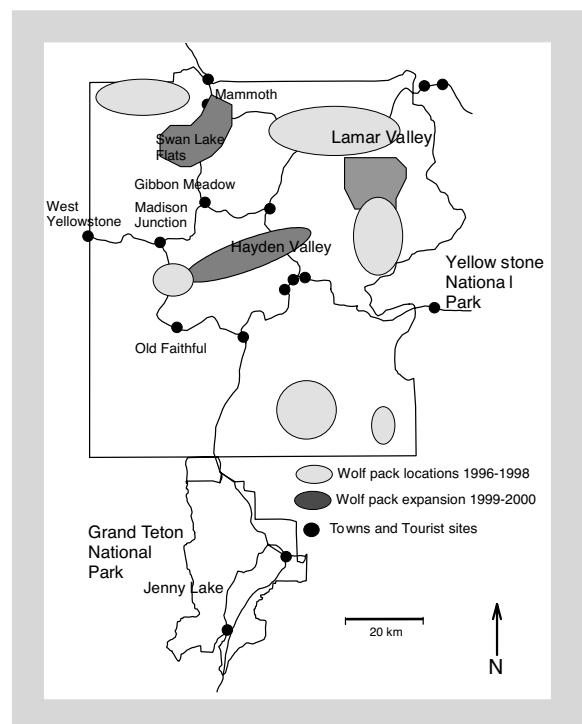 Mammoth
Swan Lake
Flats
Lamar Valley
Gibbon Meadow
West
Yellowstone
Madison
Junction
Hayden Valley
Yellow stone
Nationa l
Park
Old Faithful
Wolf pack locations 1996-1998
Wolf pack expansion 1999-2000
Towns and Tourist sites
Grand Teton
National
Park
Jenny Lake
20 km
N